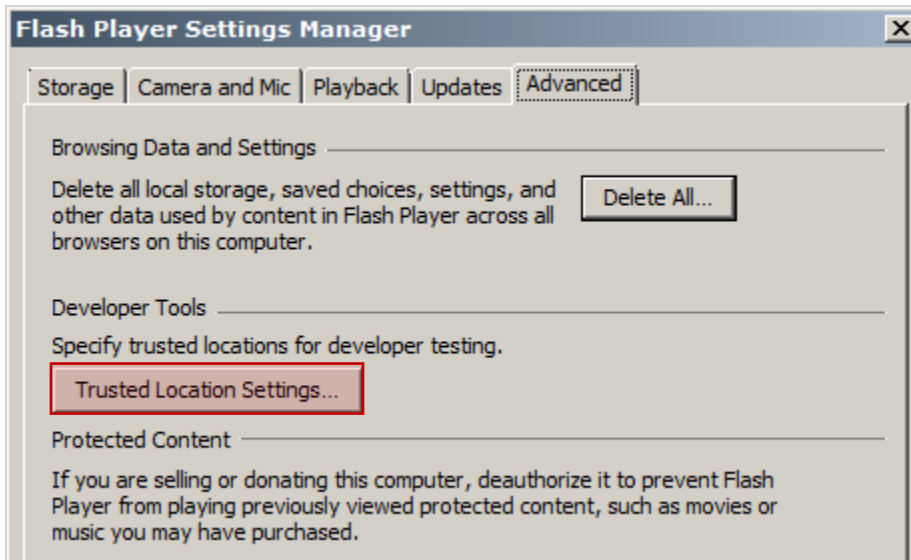 Flash Player Settings Manager
Storage Camera and Mic Playback Updates Advanced
Browsing Data and Settings
Delete all local storage, saved choices, settings, and
other data used by content in Flash Player across all
browsers on this computer.
Delete All...
Developer Tools
Specify trusted locations for developer testing.
Trusted Location Settings...
Protected Content
If you are selling or donating this computer, deauthorize it to prevent Flash
Player from playing previously viewed protected content, such as movies or
music you may have purchased.